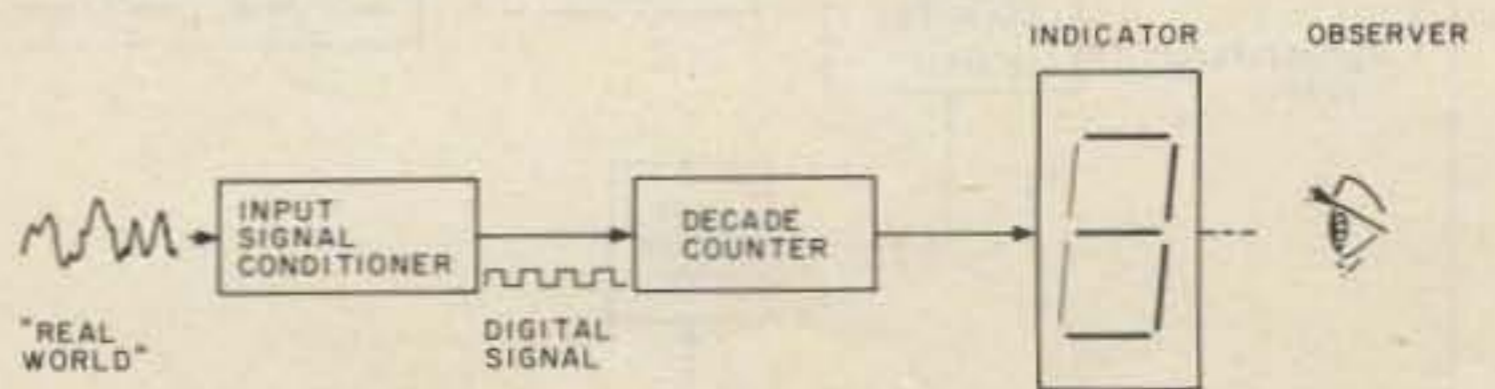 INDICATOR
OBSERVER
INPUT
SIGNAL
CONDITIONER
DECADE
COUNTER
"REAL
WORLD"
DIGITAL
SIGNAL